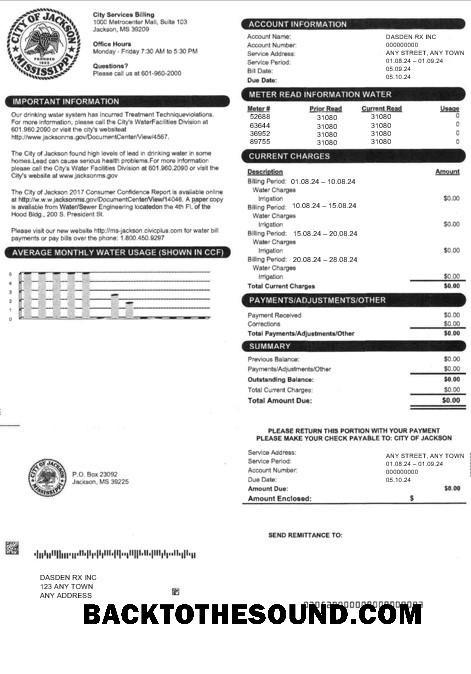 CITY OF JACKSON
MISSISSIPPI
City Services Billing
1000 Metrocenter Mall, Suite 103
Jackson, MS 39209
Office Hours
Monday - Friday 7:30 AM to 5:30 PM
Questions?
Please call us at 601-960-2000
IMPORTANT INFORMATION
Our drinking water system has incurred Treatment Techniqueviolations.
For more information, please call the City's WaterFacilities Division at
601.960.2090 or visit the city's websiteat
http://www.jacksonms.gov/DocumentCenter/View/4567.
The City of Jackson found high levels of lead in drinking water in some
homes.Lead can cause serious health problems.For more information
please call the City's Water Facilities Division at 601.960.2090 or visit the
City's website at www.jacksonms.gov
The City of Jackson 2017 Consumer Confidence Report is available online
at http://w.w.w.jacksonms.gov/DocumentCenter/View/14046. A paper copy
is available from Water/Sewer Engineering locatedon the 4th Fl. of the
Hood Bldg., 200 S. President St.
Please visit our new website http://ms-jackson.civicplus.com for water bill
payments or pay bills over the phone: 1.800.450.9297
AVERAGE MONTHLY WATER USAGE (SHOWN IN CCF)
5
4
3
2
1
0
ACCOUNT INFORMATION
Account Name: DASDEN RX INC
Account Number: 000000000
Service Address: ANY STREET, ANY TOWN
Service Period: 01.08.24 – 01.09.24
Bill Date: 05.09.24
Due Date: 05.10.24
METER READ INFORMATION WATER
Meter # Prior Read Current Read Usage
52688 31080 31080 0
63644 31080 31080 0
36952 31080 31080 0
89755 31080 31080 0
CURRENT CHARGES
Description Amount
Billing Period: 01.08.24 – 10.08.24
Water Charges
Irrigation $0.00
Billing Period: 10.08.24 – 15.08.24
Water Charges
Irrigation $0.00
Billing Period: 15.08.24 – 20.08.24
Water Charges
Irrigation $0.00
Billing Period: 20.08.24 – 28.08.24
Water Charges
Irrigation $0.00
Total Current Charges $0.00
PAYMENTS/ADJUSTMENTS/OTHER
Payment Received $0.00
Corrections $0.00
Total Payments/Adjustments/Other $0.00
SUMMARY
Previous Balance: $0.00
Payments/Adjustments/Other $0.00
Outstanding Balance: $0.00
Total Current Charges: $0.00
Total Amount Due: $0.00
PLEASE RETURN THIS PORTION WITH YOUR PAYMENT
PLEASE MAKE YOUR CHECK PAYABLE TO: CITY OF JACKSON
CITY OF JACKSON
MISSISSIPPI
P.O. Box 23092
Jackson, MS 39225
Service Address: ANY STREET, ANY TOWN
Service Period: 01.08.24 – 01.09.24
Account Number: 00000000
Due Date: 05.10.24
Amount Due: $0.00
Amount Enclosed: $
SEND REMITTANCE TO:
DASDEN RX INC
123 ANY TOWN
ANY ADDRESS
BACKTOTHESOUND.COM